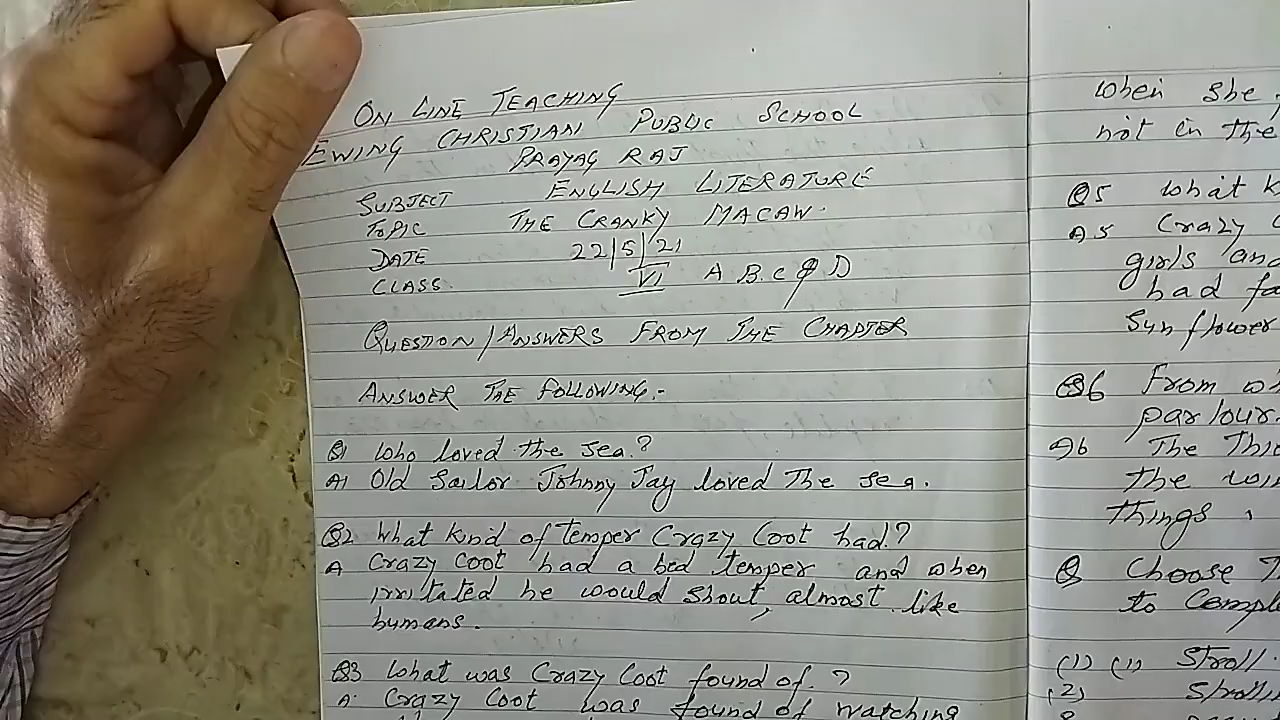 ON LINE TEACHING
EWING CHRISTIAN PUBLIC SCHOOL
PRAYAG RAJ
SUBJECT ENGLISH LITERATURE
TOPIC THE CRANKY MACAW.
DATE 22/5/21
CLASS. VI A B.C & D
QUESTION/ANSWERS FROM THE CHAPTER
ANSWER THE FOLLOWING.-
Q1 Who loved the sea.?
A1 Old Sailor Johnny Jay loved The sea.
Q2 What kind of Temper Crazy Coot had.?
A Crazy Coot had a bed temper and when
irritated he would shout, almost like
humans.
Q3 What was Crazy Coot found of. ?
A. Crazy Coot was found of watching
when she
not in the
Q5 what
A5 Crazy
girls and
had
Sunflower
Q6 From
parlour
A6 The
the
things.
Q Choose
to
(1) (1) Stroll.
(2)